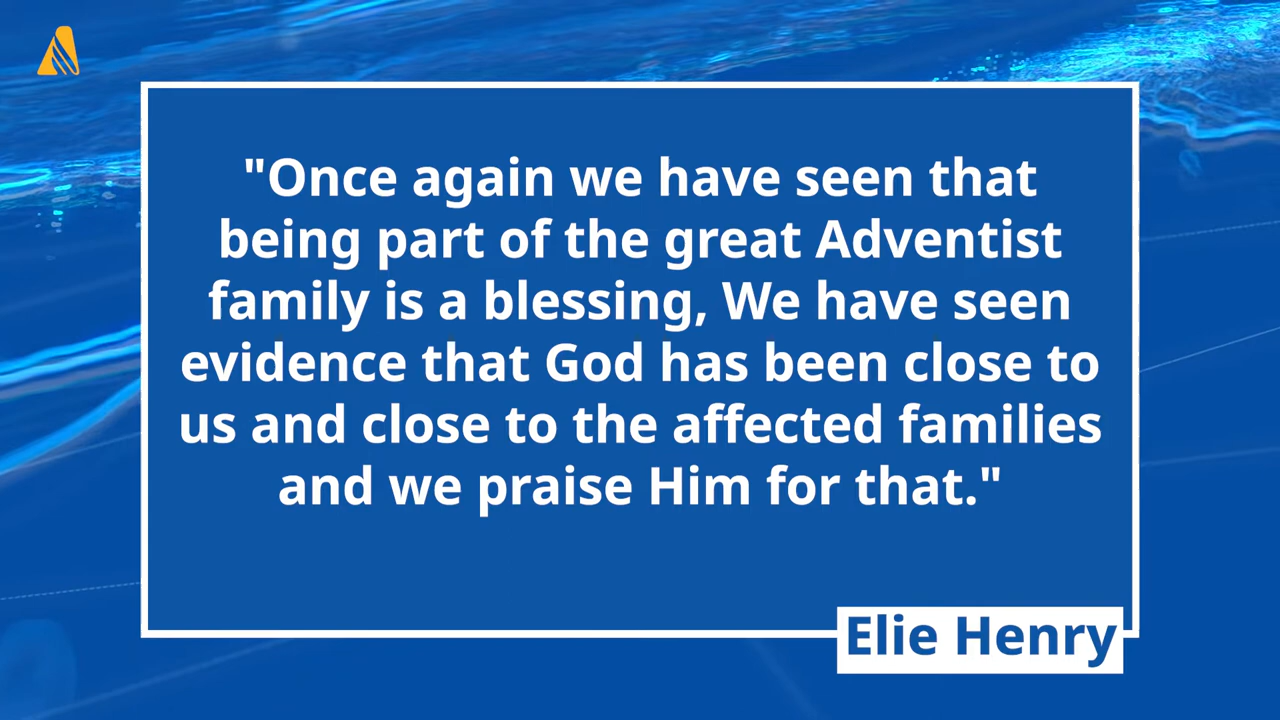 "Once again we have seen that
being part of the great Adventist
family is a blessing, We have seen
evidence that God has been close to
us and close to the affected families
and we praise Him for that."
Elie Henry